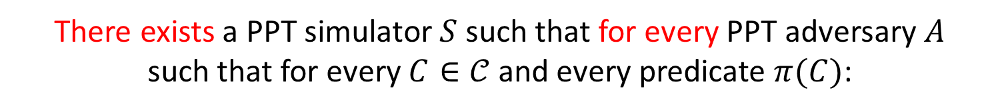 There exists a PPT simulator 𝑆 such that for every PPT adversary 𝐴
such that for every 𝐶 ∈ 𝒞 and every predicate 𝜋(𝐶):